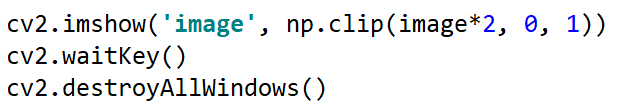 cv2.imshow('image', np.clip(image*2, 0, 1))
cv2.waitKey()
cv2.destroyAllWindows()